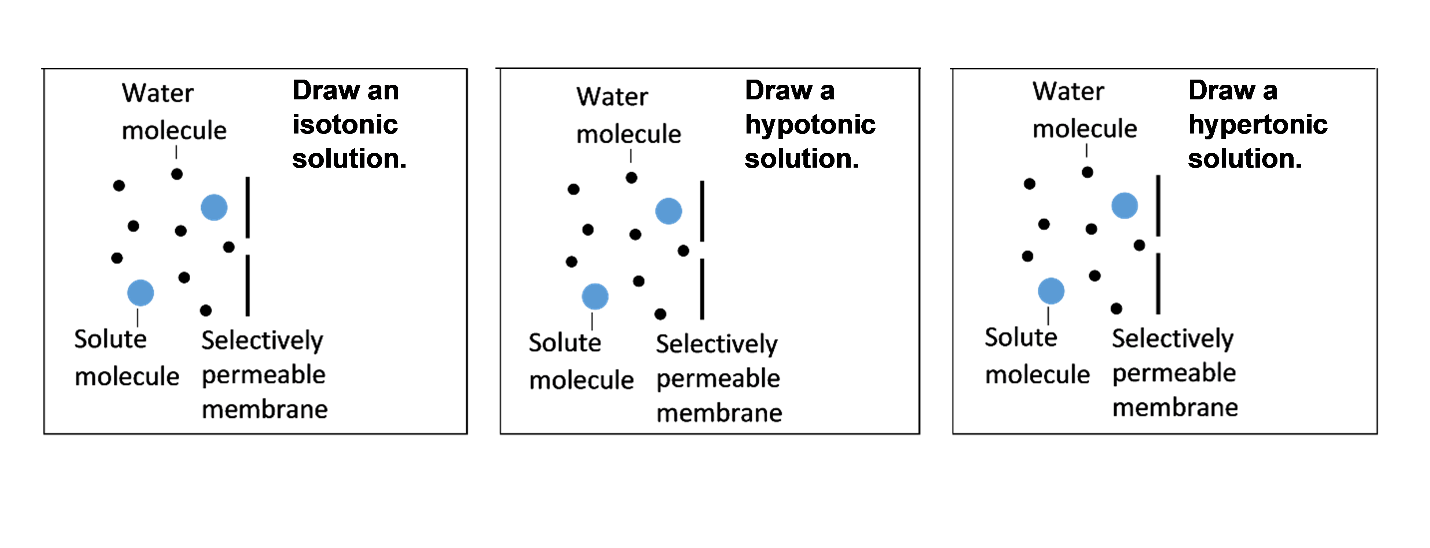 Water
molecule
Draw an
isotonic
solution.
Solute
molecule
Selectively
permeable
membrane
Water
molecule
Draw a
hypotonic
solution.
Solute
molecule
Selectively
permeable
membrane
Water
molecule
Draw a
hypertonic
solution.
Solute
molecule
Selectively
permeable
membrane